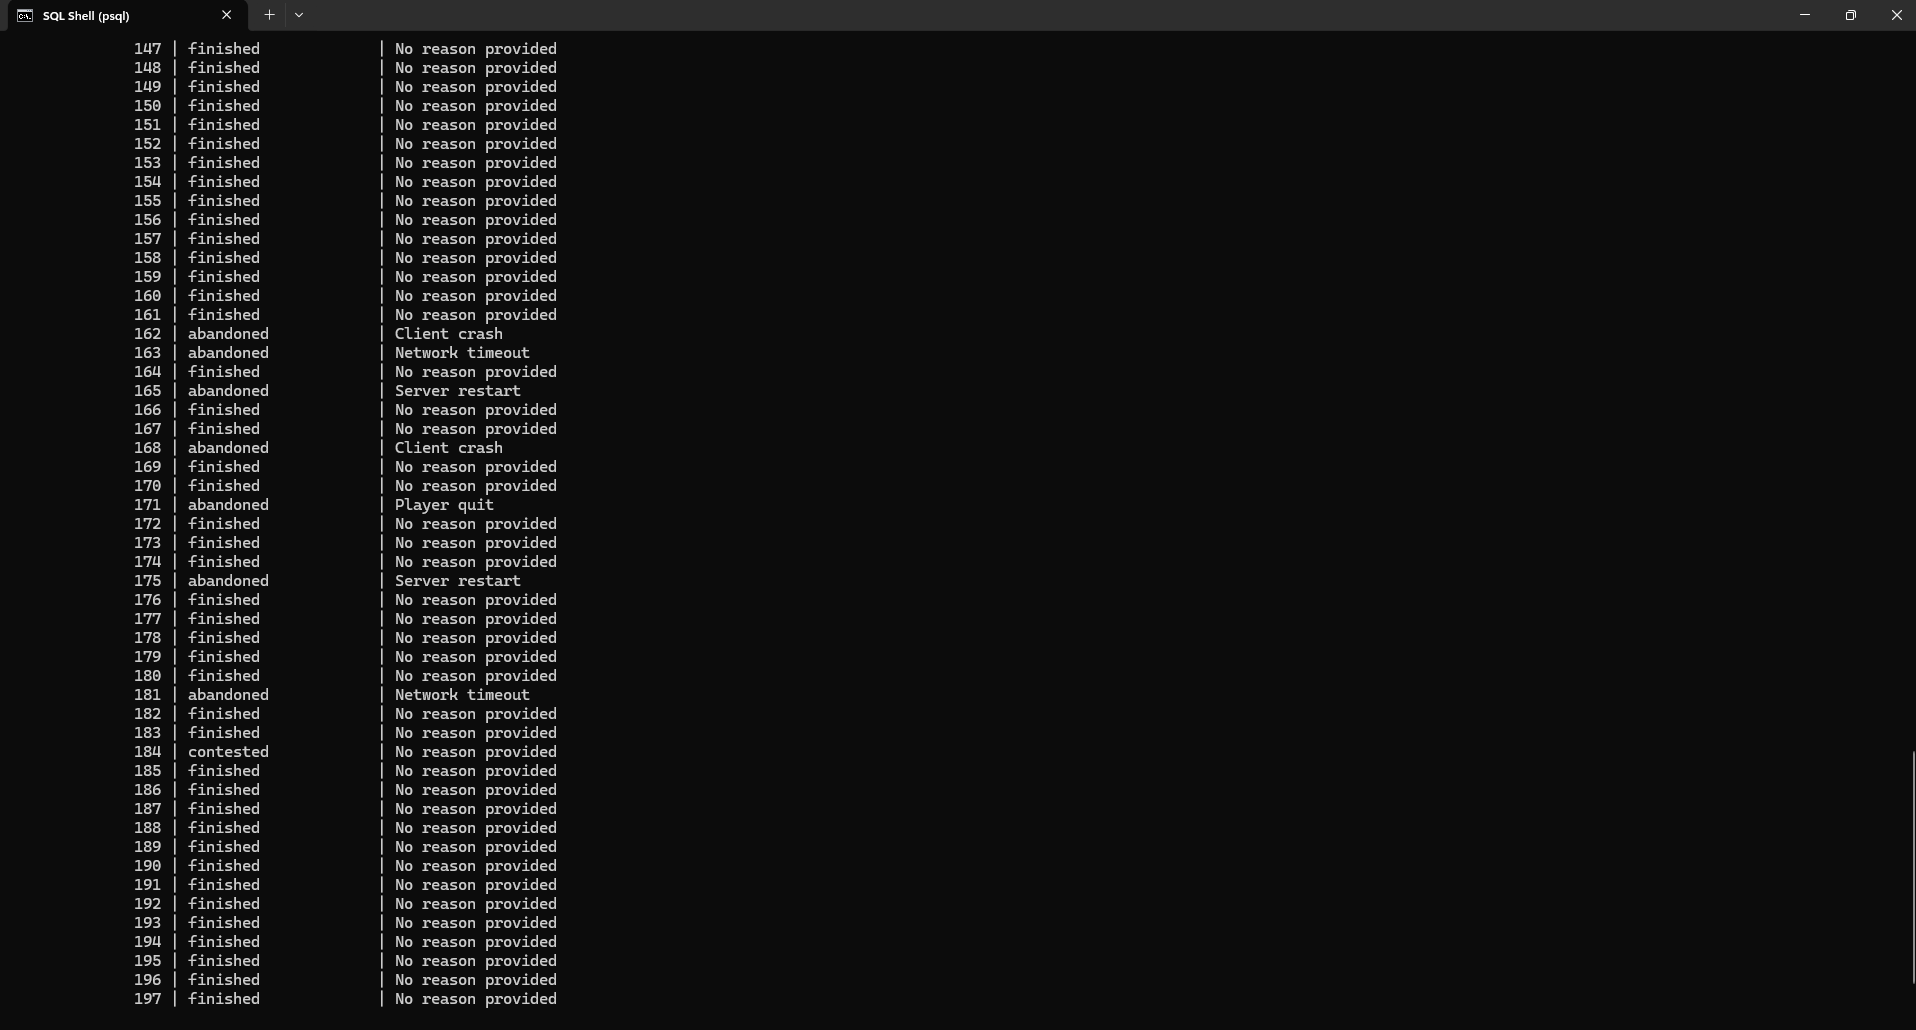 SQL Shell (psql)
147 | finished | No reason provided
148 | finished | No reason provided
149 | finished | No reason provided
150 | finished | No reason provided
151 | finished | No reason provided
152 | finished | No reason provided
153 | finished | No reason provided
154 | finished | No reason provided
155 | finished | No reason provided
156 | finished | No reason provided
157 | finished | No reason provided
158 | finished | No reason provided
159 | finished | No reason provided
160 | finished | No reason provided
161 | finished | No reason provided
162 | abandoned | Client crash
163 | abandoned | Network timeout
164 | finished | No reason provided
165 | abandoned | Server restart
166 | finished | No reason provided
167 | finished | No reason provided
168 | abandoned | Client crash
169 | finished | No reason provided
170 | finished | No reason provided
171 | abandoned | Player quit
172 | finished | No reason provided
173 | finished | No reason provided
174 | finished | No reason provided
175 | abandoned | Server restart
176 | finished | No reason provided
177 | finished | No reason provided
178 | finished | No reason provided
179 | finished | No reason provided
180 | finished | No reason provided
181 | abandoned | Network timeout
182 | finished | No reason provided
183 | finished | No reason provided
184 | contested | No reason provided
185 | finished | No reason provided
186 | finished | No reason provided
187 | finished | No reason provided
188 | finished | No reason provided
189 | finished | No reason provided
190 | finished | No reason provided
191 | finished | No reason provided
192 | finished | No reason provided
193 | finished | No reason provided
194 | finished | No reason provided
195 | finished | No reason provided
196 | finished | No reason provided
197 | finished | No reason provided